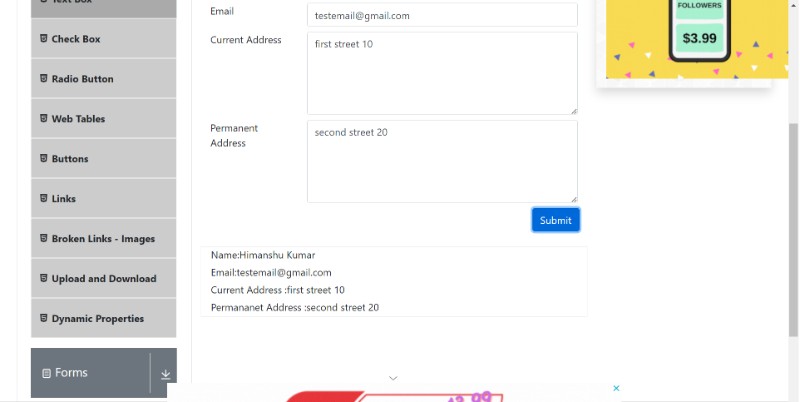 Text Box
Check Box
Radio Button
Web Tables
Buttons
Links
Broken Links - Images
Upload and Download
Dynamic Properties
Forms
Email
testemail@gmail.com
Current Address
first street 10
Permanent
Address
second street 20
Submit
Name:Himanshu Kumar
Email:testemail@gmail.com
Current Address :first street 10
Permananet Address :second street 20
FOLLOWERS
$3.99